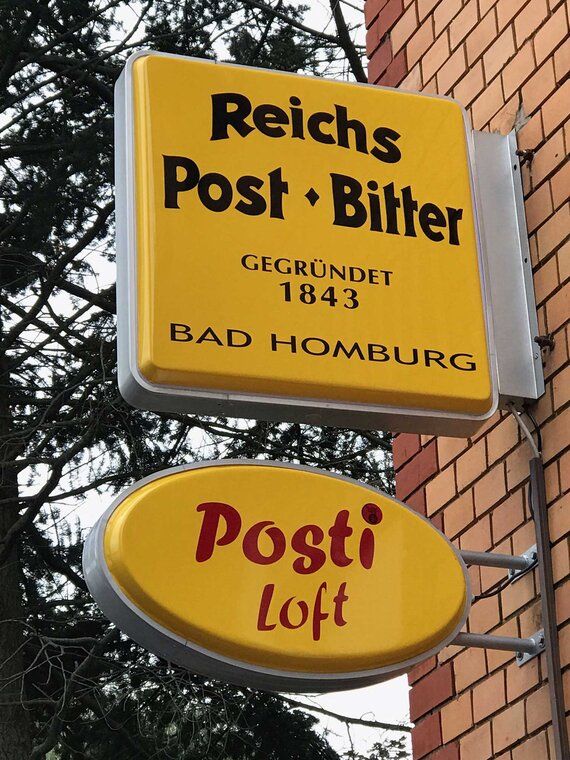 Reichs
Post ⬩ Bitter
GEGRÜNDET
1843
BAD HOMBURG
Posti
Loft